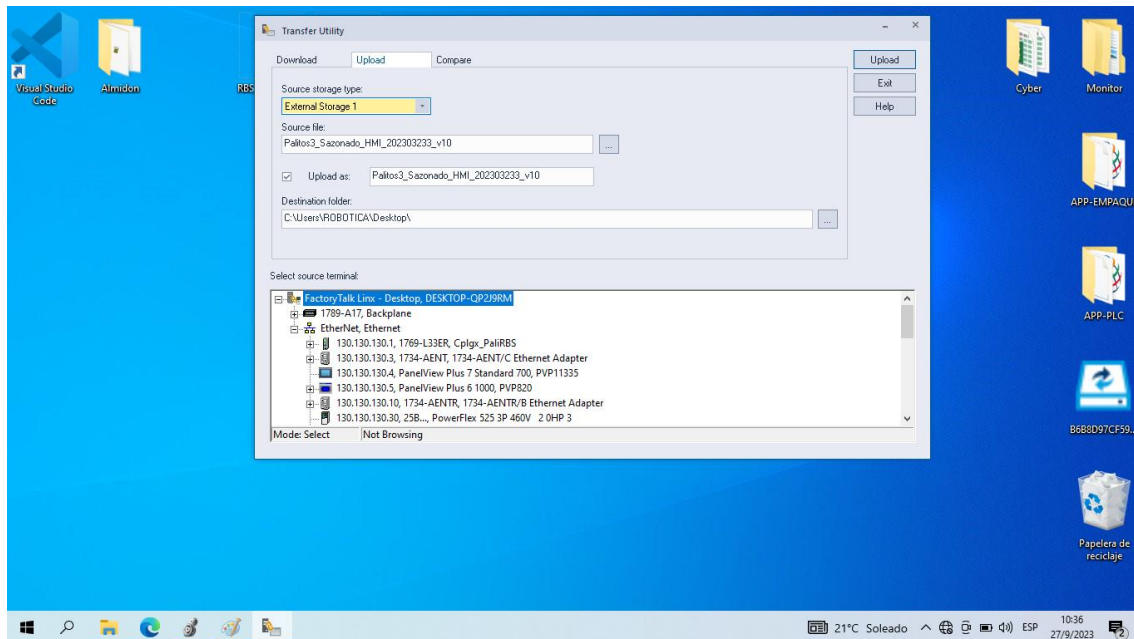 Transfer Utility
Download Upload Compare
Upload
Exit
Help
Source storage type:
External Storage 1
Source file:
Palitos3_Sazonado_HMI_202303233_v10
...
Upload as: Palitos3_Sazonado_HMI_202303233_v10
Destination folder:
C:\Users\ROBOTICA\Desktop\
...
Select source terminal:
FactoryTalk Linx - Desktop, DESKTOP-QP2J9RM
1789-A17, Backplane
EtherNet, Ethernet
130.130.130.1, 1769-L33ER, Cplgx_PaliRBS
130.130.130.3, 1734-AENT, 1734-AENT/C Ethernet Adapter
130.130.130.4, PanelView Plus 7 Standard 700, PVP11335
130.130.130.5, PanelView Plus 6 1000, PVP820
130.130.130.10, 1734-AENTR, 1734-AENTR/B Ethernet Adapter
130.130.130.30, 25B..., PowerFlex 525 3P 460V 2 0HP 3
Mode: Select Not Browsing
Visual Studio
Code
Almidon
RBS
Cyber
Monitor
APP-EMPAQU
APP-PLC
B6B8D97CF59...
Papelera de
reciclaje
21°C Soleado
ESP
10:36
27/9/2023
2